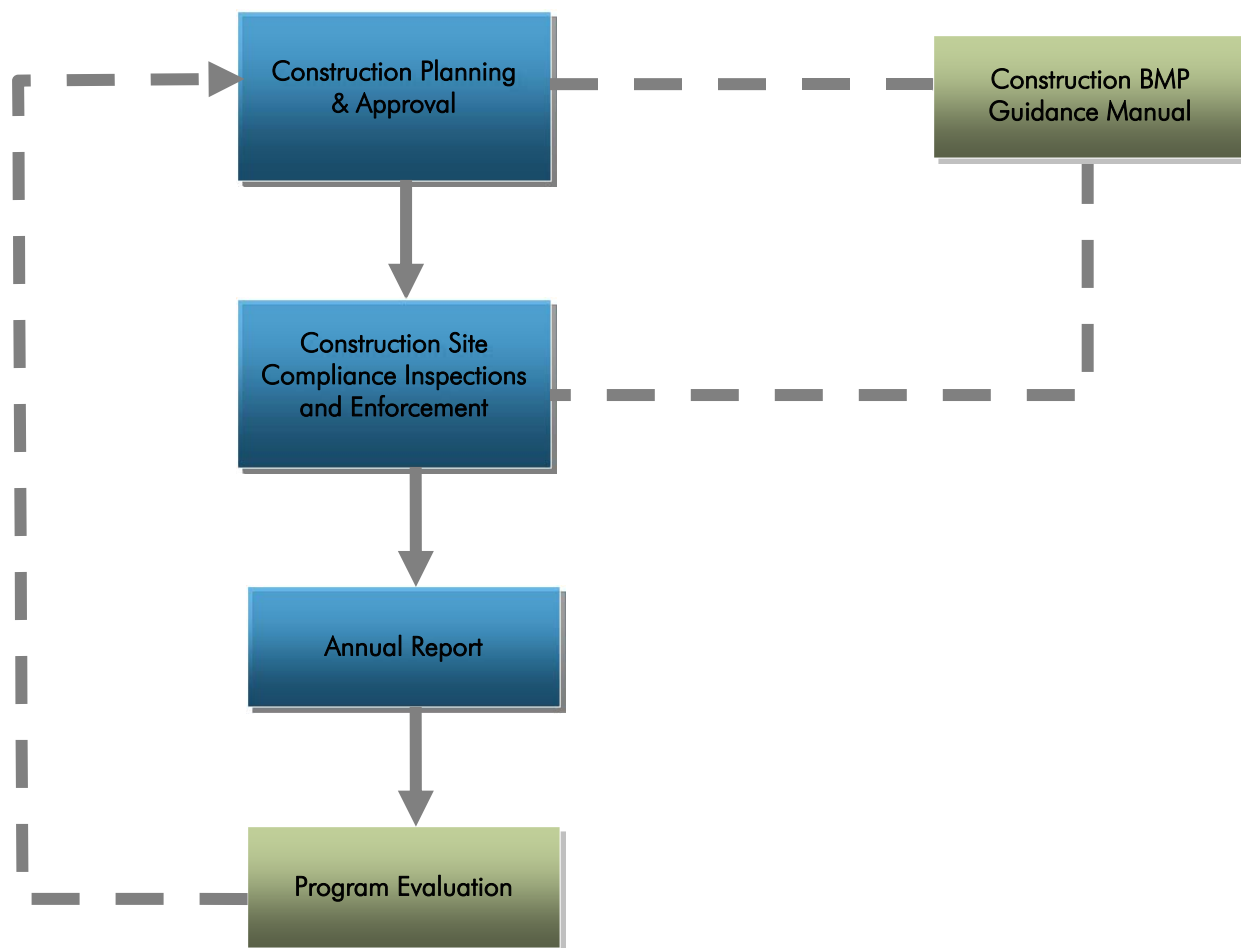 Construction Planning
& Approval
Construction BMP
Guidance Manual
Construction Site
Compliance Inspections
and Enforcement
Annual Report
Program Evaluation